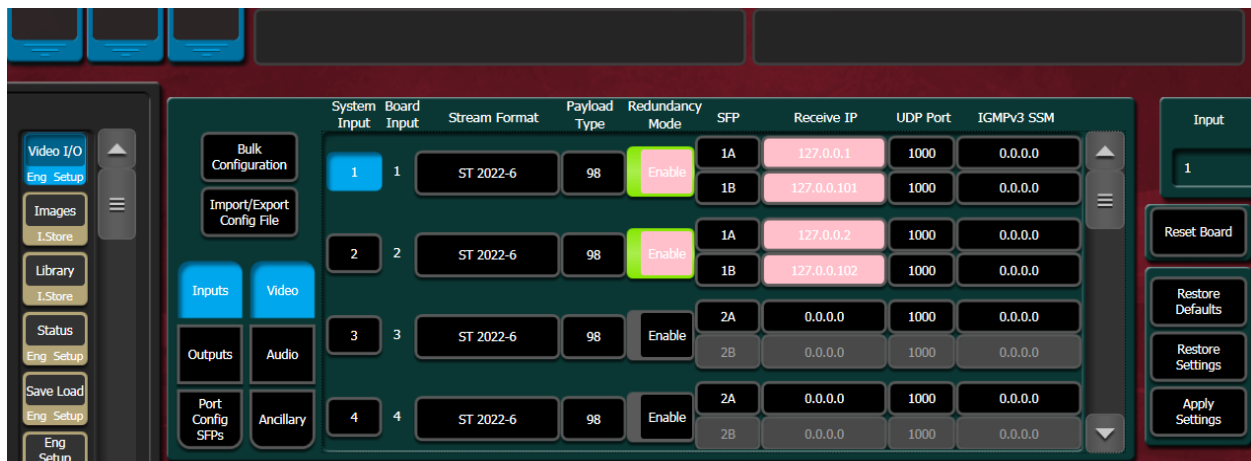 System Board Payload Redundancy
Input Input Stream Format Type Mode SFP Receive IP UDP Port IGMPv3 SSM
Input
1
Video I/O
Eng Setup
Images
I.Store
Library
I.Store
Status
Eng Setup
Save Load
Eng Setup
Eng
Setup
Bulk
Configuration
Import/Export
Config File
Inputs Video
Outputs Audio
Port
Config
SFPs
Ancillary
1 1 ST 2022-6 98 Enable
1A 127.0.0.1 1000 0.0.0.0
1B 127.0.0.101 1000 0.0.0.0
2 2 ST 2022-6 98 Enable
1A 127.0.0.2 1000 0.0.0.0
1B 127.0.0.102 1000 0.0.0.0
3 3 ST 2022-6 98 Enable
2A 0.0.0.0 1000 0.0.0.0
2B 0.0.0.0 1000 0.0.0.0
4 4 ST 2022-6 98 Enable
2A 0.0.0.0 1000 0.0.0.0
2B 0.0.0.0 1000 0.0.0.0
Reset Board
Restore
Defaults
Restore
Settings
Apply
Settings